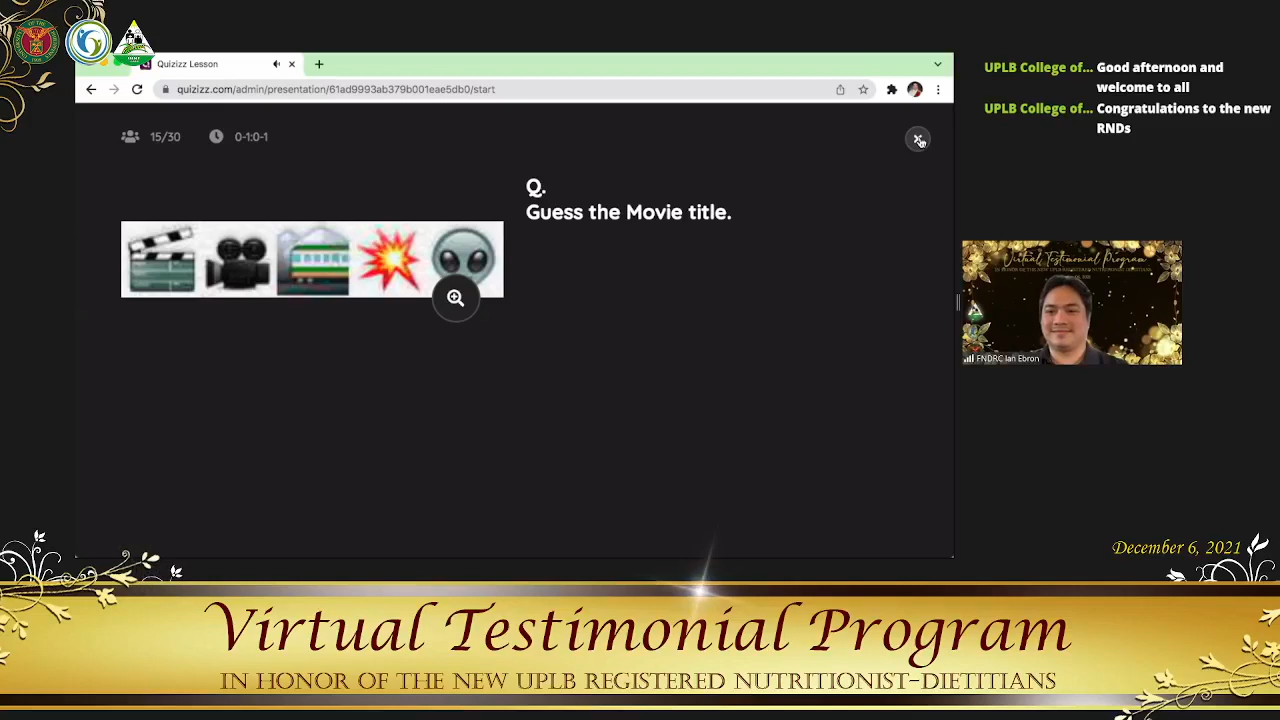 Quizizz Lesson
quizizz.com/admin/presentation/61ad9993ab379b001eae5db0/start
15/30 0-1:0-1
Q.
Guess the Movie title.
UPLB College of... Good afternoon and
welcome to all
UPLB College of... Congratulations to the new
RNDs
Virtual Testimonial Program
FNDRC Ian Ebron
December 6, 2021
Virtual Testimonial Program
IN HONOR OF THE NEW UPLB REGISTERED NUTRITIONIST-DIETITIANS